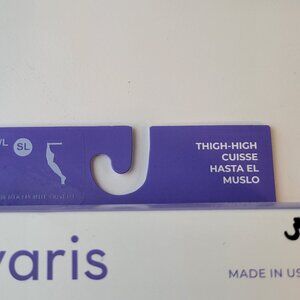 /L
SL
THIGH-HIGH
CUISSE
HASTA EL
MUSLO
varis
MADE IN US